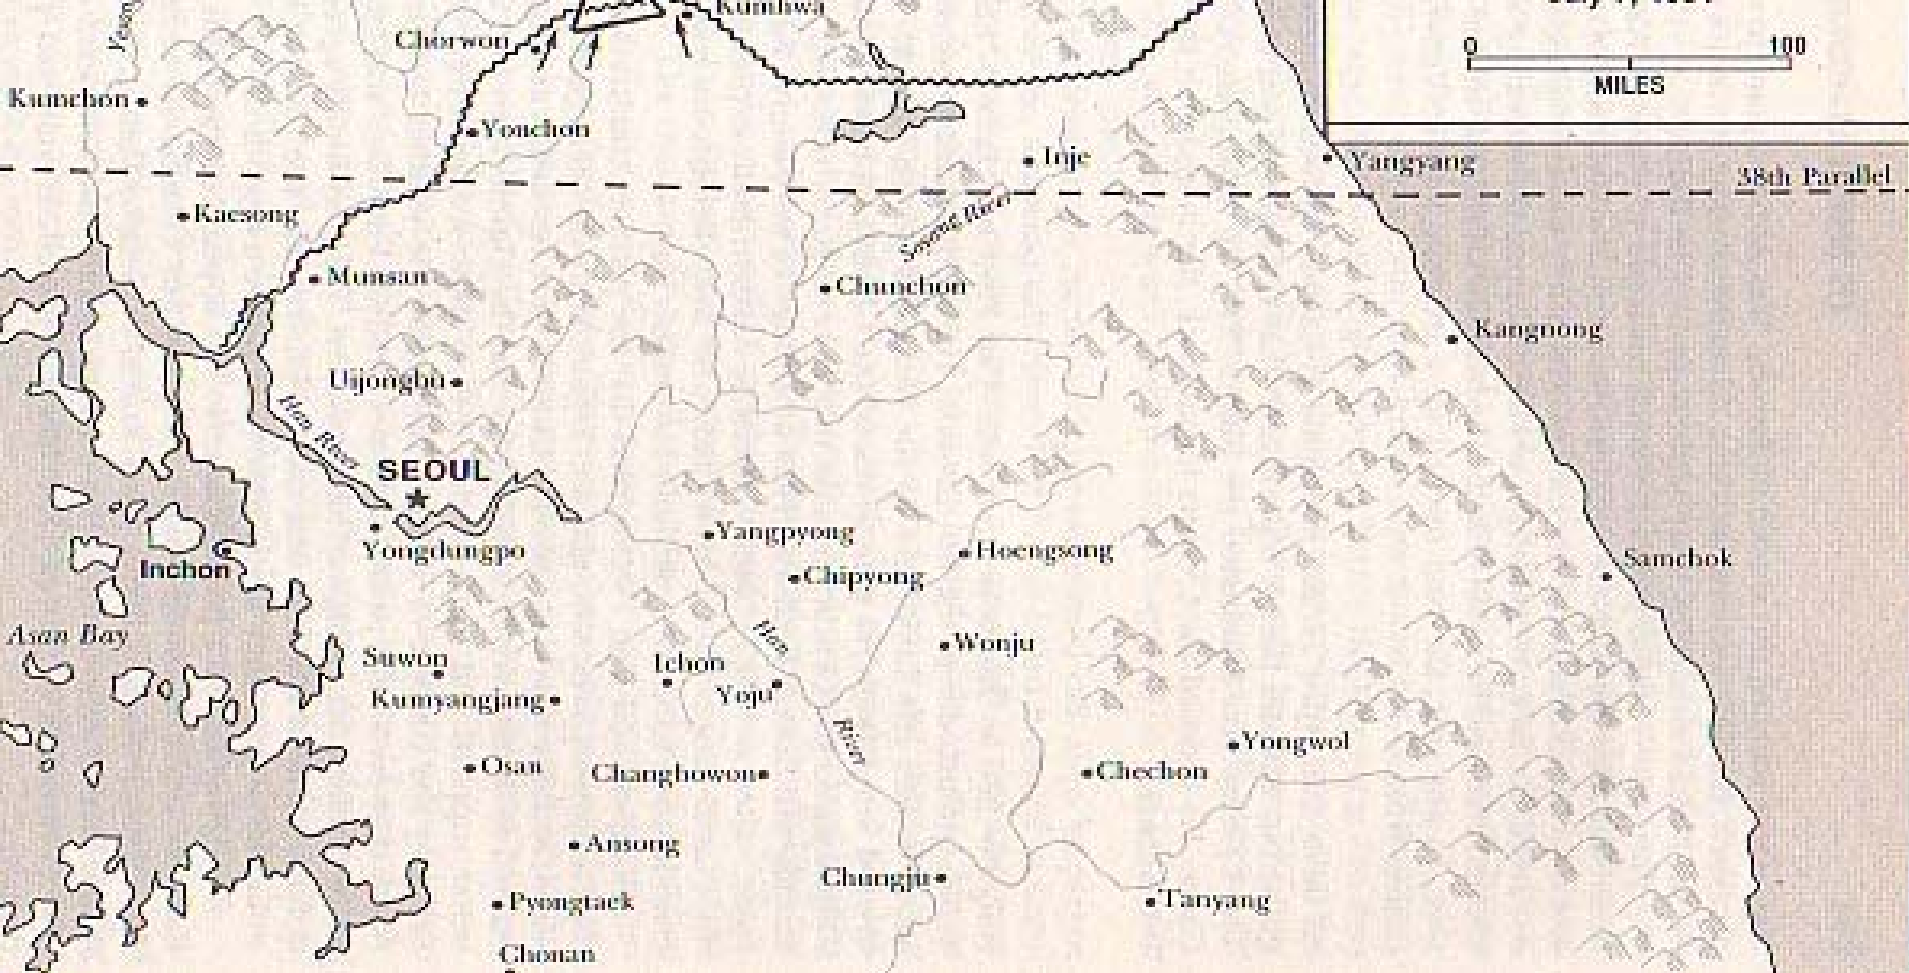 Kumhwa
0 100
MILES
Chorwon
Kumchon
Yonchon
Inje
Yangyang
38th Parallel
Kaesong
Soyang River
Munsan
Chunchon
Kangnung
Uijongbu
Han River
SEOUL
Yangpyong
Yongdungpo
Hoengsong
Samchok
Inchon
Chipyong
Asan Bay
Han
Wonju
Suwon
Ichon
Yoju
Kumyangjang
River
Yongwol
Osan
Changhowon
Chechon
Ansong
Chungju
Pyongtaek
Tanyang
Chonan